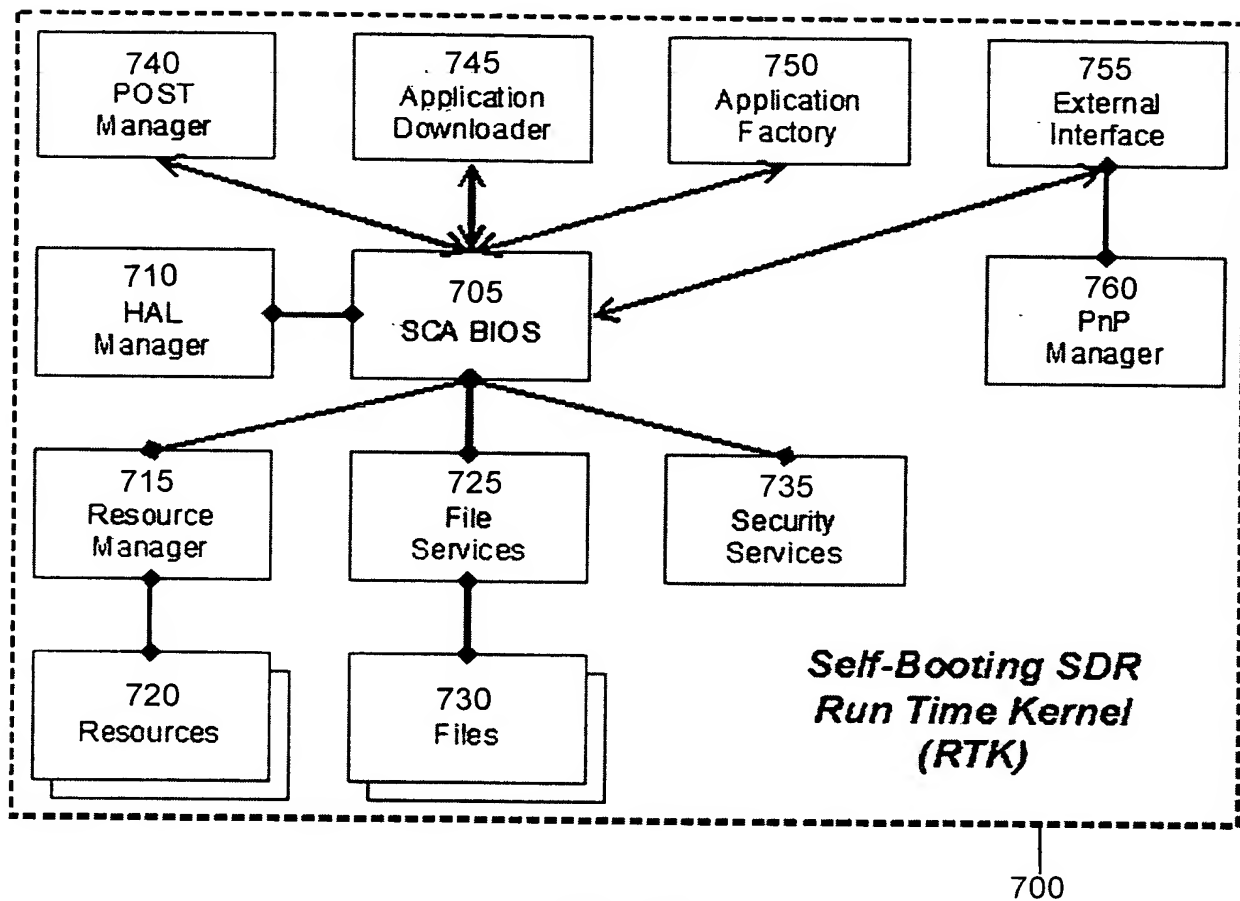 740
POST
Manager
745
Application
Downloader
750
Application
Factory
755
External
Interface
710
HAL
Manager
705
SCA BIOS
760
PnP
Manager
715
Resource
Manager
725
File
Services
735
Security
Services
720
Resources
730
Files
Self-Booting SDR
Run Time Kernel
(RTK)
700